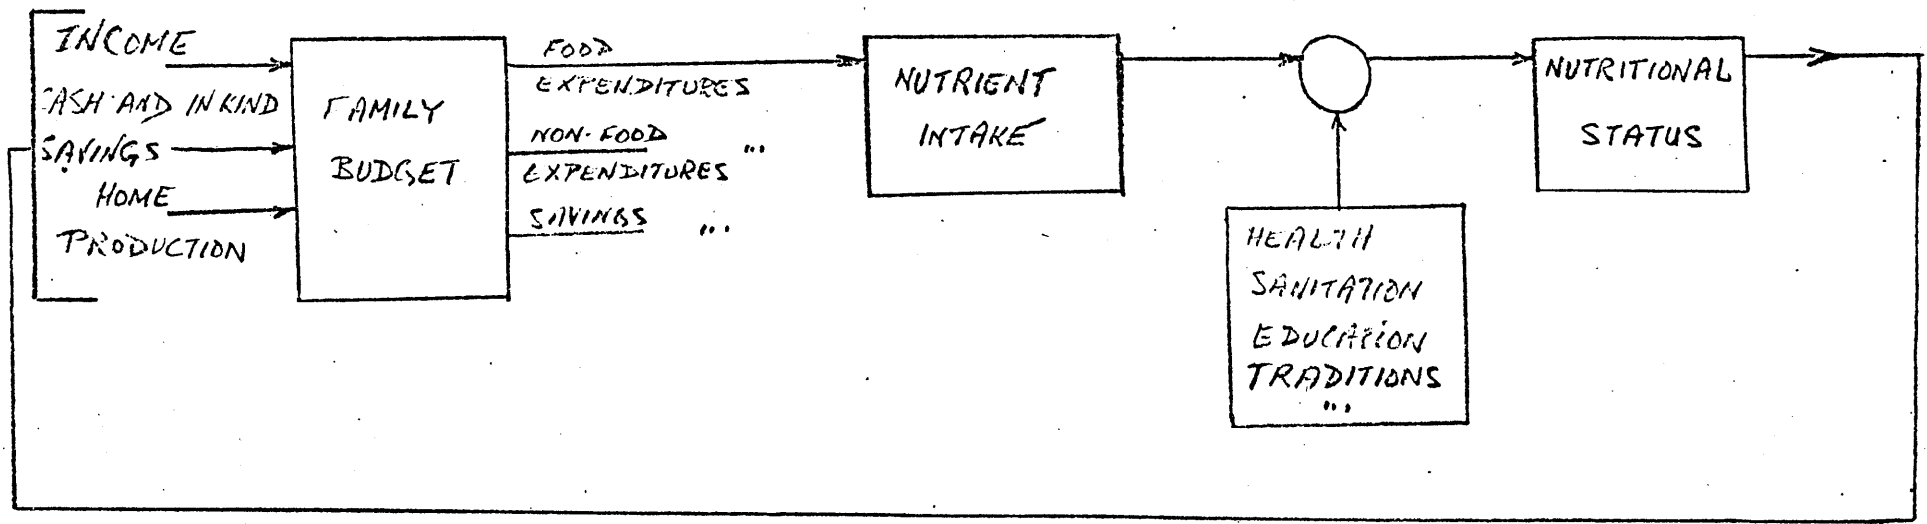 INCOME
CASH AND IN KIND
SAVINGS
HOME
PRODUCTION
FAMILY
BUDGET
FOOD
EXPENDITURES
NON-FOOD
EXPENDITURES
...
SAVINGS
...
NUTRIENT
INTAKE
HEALTH
SANITATION
EDUCATION
TRADITIONS
...
NUTRITIONAL
STATUS